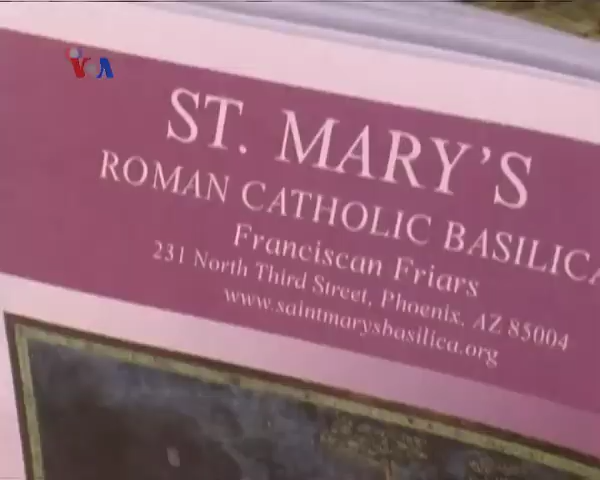 VOA
ST. MARY'S
ROMAN CATHOLIC BASILICA
Franciscan Friars
231 North Third Street, Phoenix, AZ 85004
www.saintmarysbasilica.org